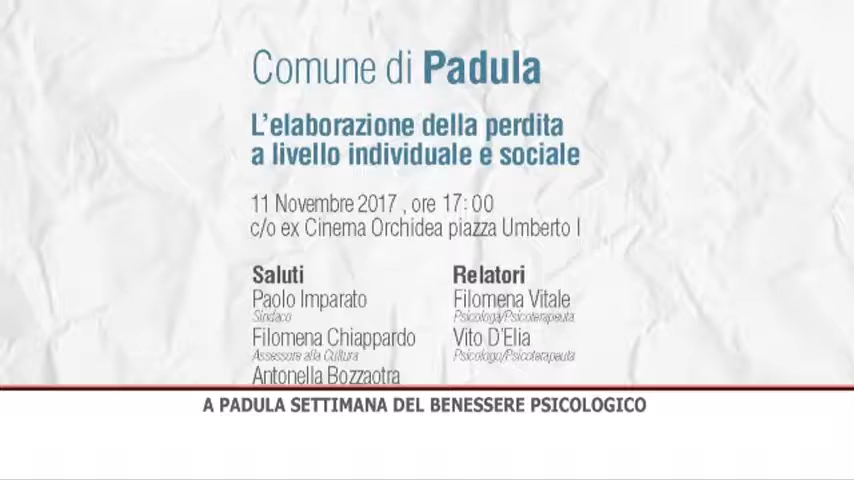 Comune di Padula
L'elaborazione della perdita
a livello individuale e sociale
11 Novembre 2017 , ore 17:00
c/o ex Cinema Orchidea piazza Umberto I
Saluti
Paolo Imparato
Sindaco
Filomena Chiappardo
Assessore alla Cultura
Antonella Bozzaotra
Relatori
Filomena Vitale
Psicologa/Psicoterapeuta
Vito D'Elia
Psicologo/Psicoterapeuta
A PADULA SETTIMANA DEL BENESSERE PSICOLOGICO